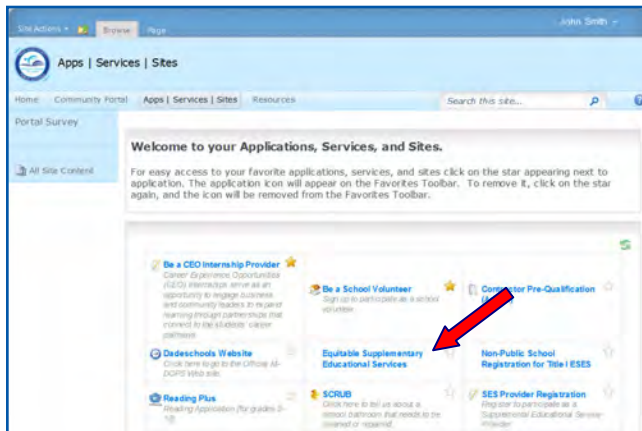 Site Actions
Browse
Page
John Smith
Apps | Services | Sites
Home
Community Portal
Apps | Services | Sites
Resources
Search this site...
Portal Survey
All Site Content
Welcome to your Applications, Services, and Sites.
For easy access to your favorite applications, services, and sites click on the star appearing next to
application. The application icon will appear on the Favorites Toolbar. To remove it, click on the star
again, and the icon will be removed from the Favorites Toolbar.
Be a CEO Internship Provider
Career Experience Opportunities
(CEO) internships serve as an
opportunity to engage business
and community leaders to expand
learning through partnerships that
connect to the students' career
pathways.
Be a School Volunteer
Sign up to participate as a school
volunteer.
Contractor Pre-Qualification
Dadeschools Website
Click here to go to the Official M-
DCPS Web site.
Equitable Supplementary
Educational Services
Non-Public School
Registration for Title I ESES
Reading Plus
Reading Application (for grades
SCRUB
Click here to tell us about a
school bathroom that needs to be
cleaned or repaired.
SES Provider Registration
Register to participate as a
Supplemental Educational Service
Provider